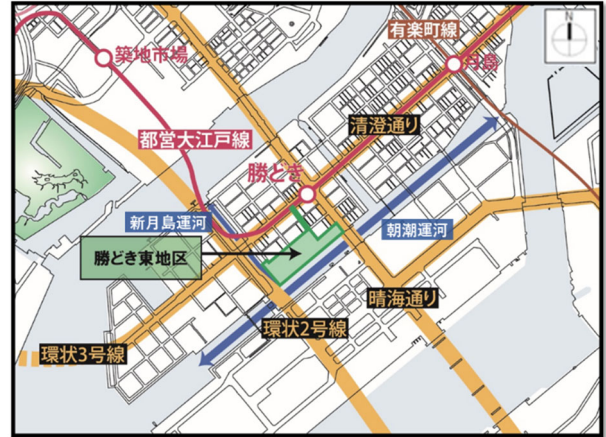 有楽町線
N
築地市場
月島
清澄通り
都営大江戸線
勝どき
新月島運河
朝潮運河
勝どき東地区
晴海通り
環状2号線
環状3号線